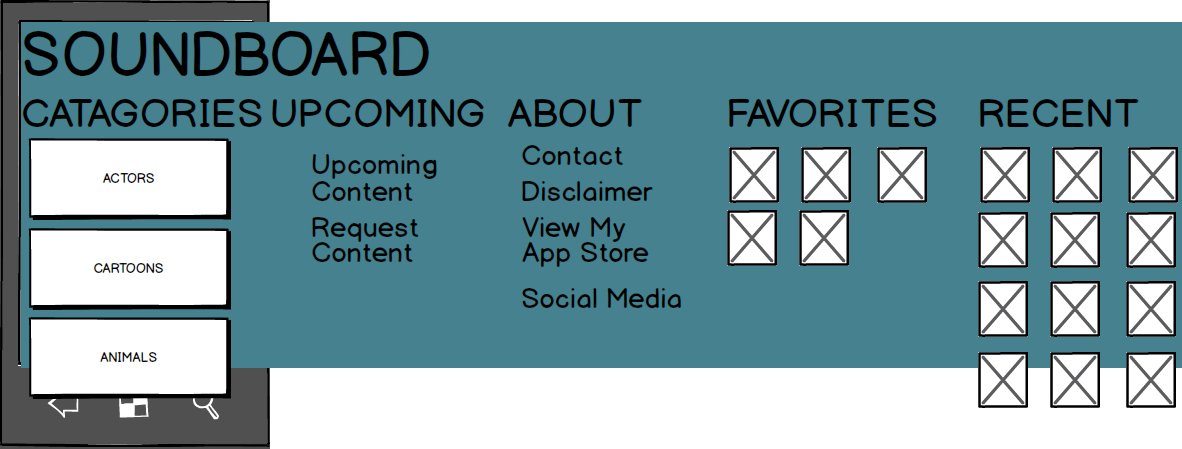 SOUNDBOARD
CATAGORIES
ACTORS
CARTOONS
ANIMALS
UPCOMING
Upcoming
Content
Request
Content
ABOUT
Contact
Disclaimer
View My
App Store
Social Media
FAVORITES
RECENT